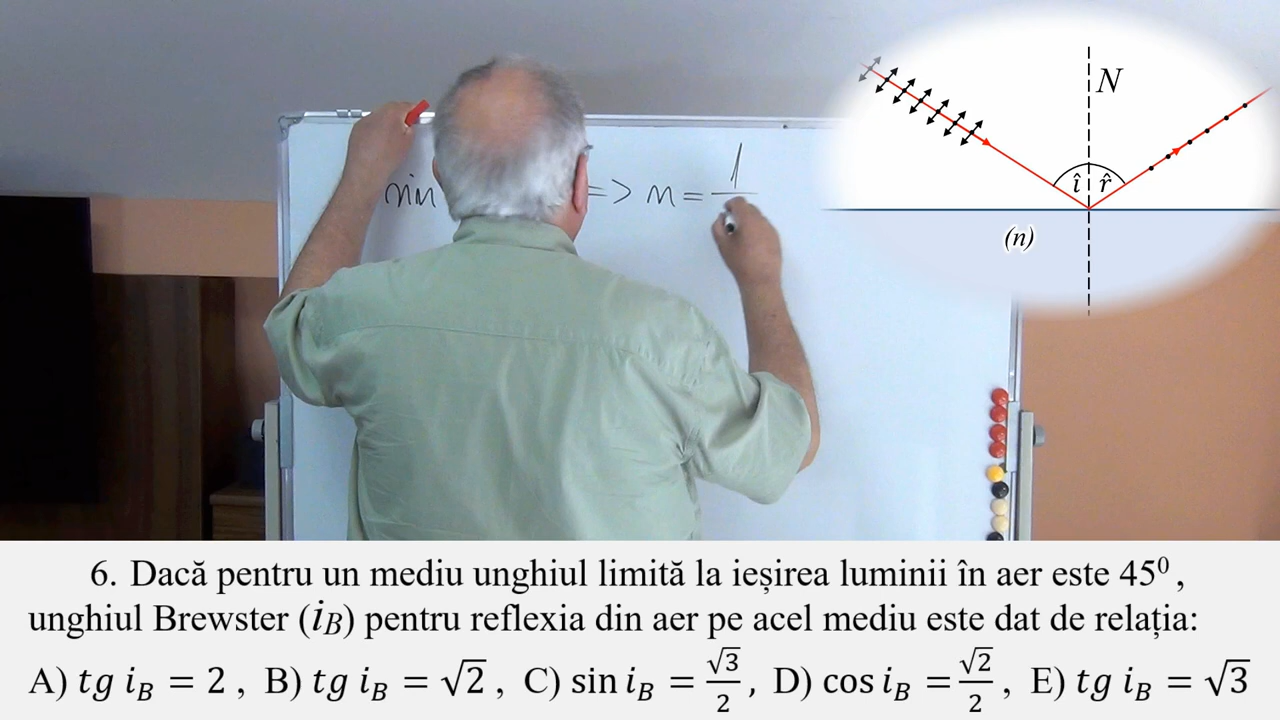 sin => n = 1
N
î r̂
(n)
6. Dacă pentru un mediu unghiul limită la ieșirea luminii în aer este 45⁰ ,
unghiul Brewster (i_B) pentru reflexia din aer pe acel mediu este dat de relația:
A) tg i_B = 2 , B) tg i_B = √2 , C) sin i_B = √3/2 , D) cos i_B = √2/2 , E) tg i_B = √3